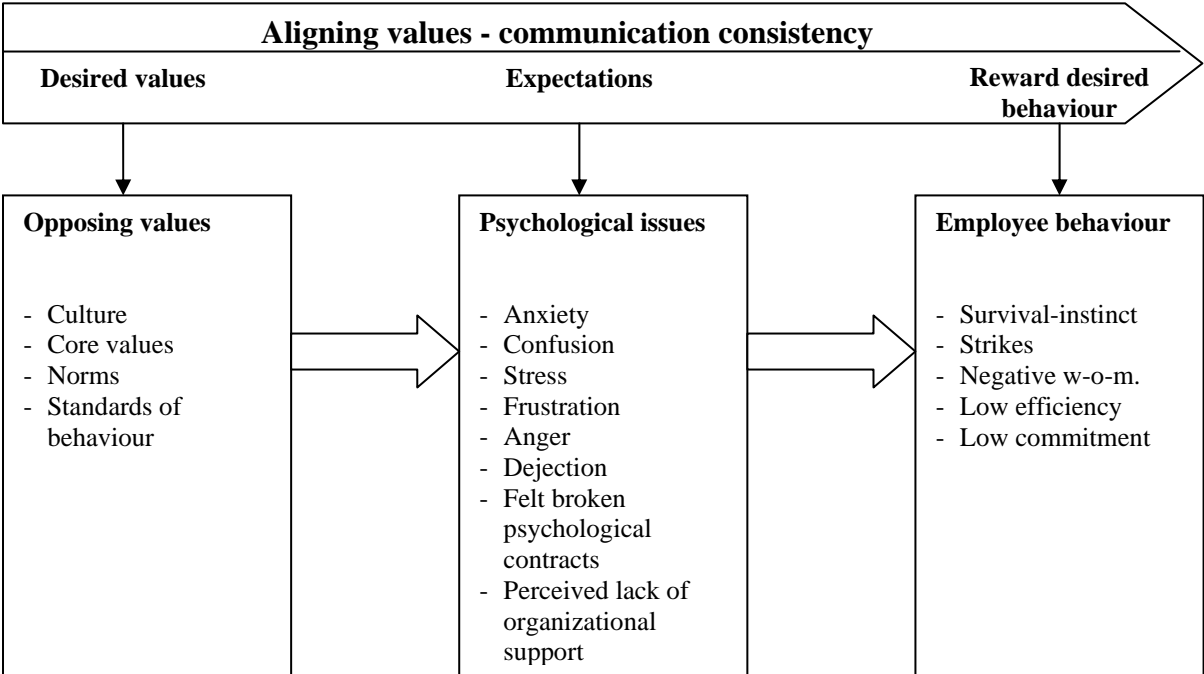 Aligning values - communication consistency
Desired values
Expectations
Reward desired
behaviour
Opposing values
- Culture
- Core values
- Norms
- Standards of
behaviour
Psychological issues
- Anxiety
- Confusion
- Stress
- Frustration
- Anger
- Dejection
- Felt broken
psychological
contracts
- Perceived lack of
organizational
support
Employee behaviour
- Survival-instinct
- Strikes
- Negative w-o-m.
- Low efficiency
- Low commitment